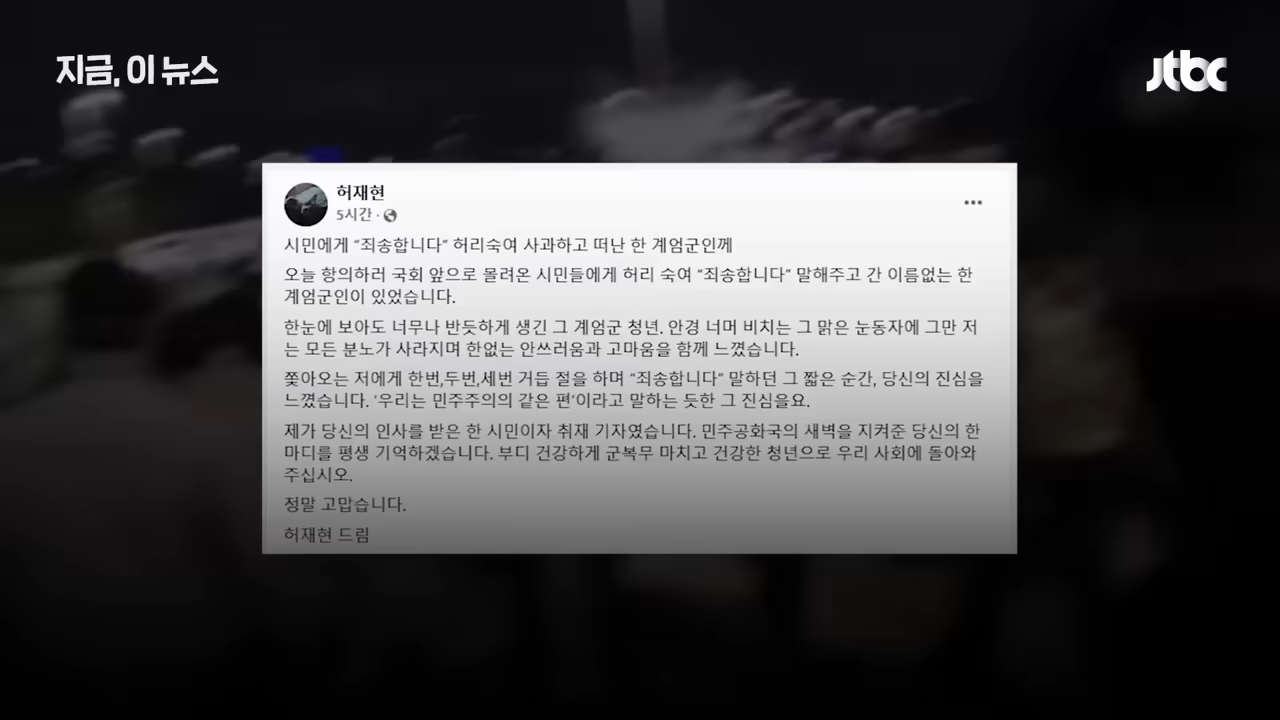 지금, 이 뉴스
jtbc
허재현
5시간 ·
시민에게 “죄송합니다” 허리숙여 사과하고 떠난 한 계엄군인께
오늘 항의하러 국회 앞으로 몰려온 시민들에게 허리 숙여 “죄송합니다” 말해주고 간 이름없는 한
계엄군인이 있었습니다.
한눈에 보아도 너무나 반듯하게 생긴 그 계엄군 청년. 안경 너머 비치는 그 맑은 눈동자에 그만 저
는 모든 분노가 사라지며 한없는 안쓰러움과 고마움을 함께 느꼈습니다.
쫓아오는 저에게 한번,두번,세번 거듭 절을 하며 “죄송합니다” 말하던 그 짧은 순간, 당신의 진심을
느꼈습니다. ‘우리는 민주주의의 같은 편’이라고 말하는 듯한 그 진심을요.
제가 당신의 인사를 받은 한 시민이자 취재 기자였습니다. 민주공화국의 새벽을 지켜준 당신의 한
마디를 평생 기억하겠습니다. 부디 건강하게 군복무 마치고 건강한 청년으로 우리 사회에 돌아와
주십시오.
정말 고맙습니다.
허재현 드림